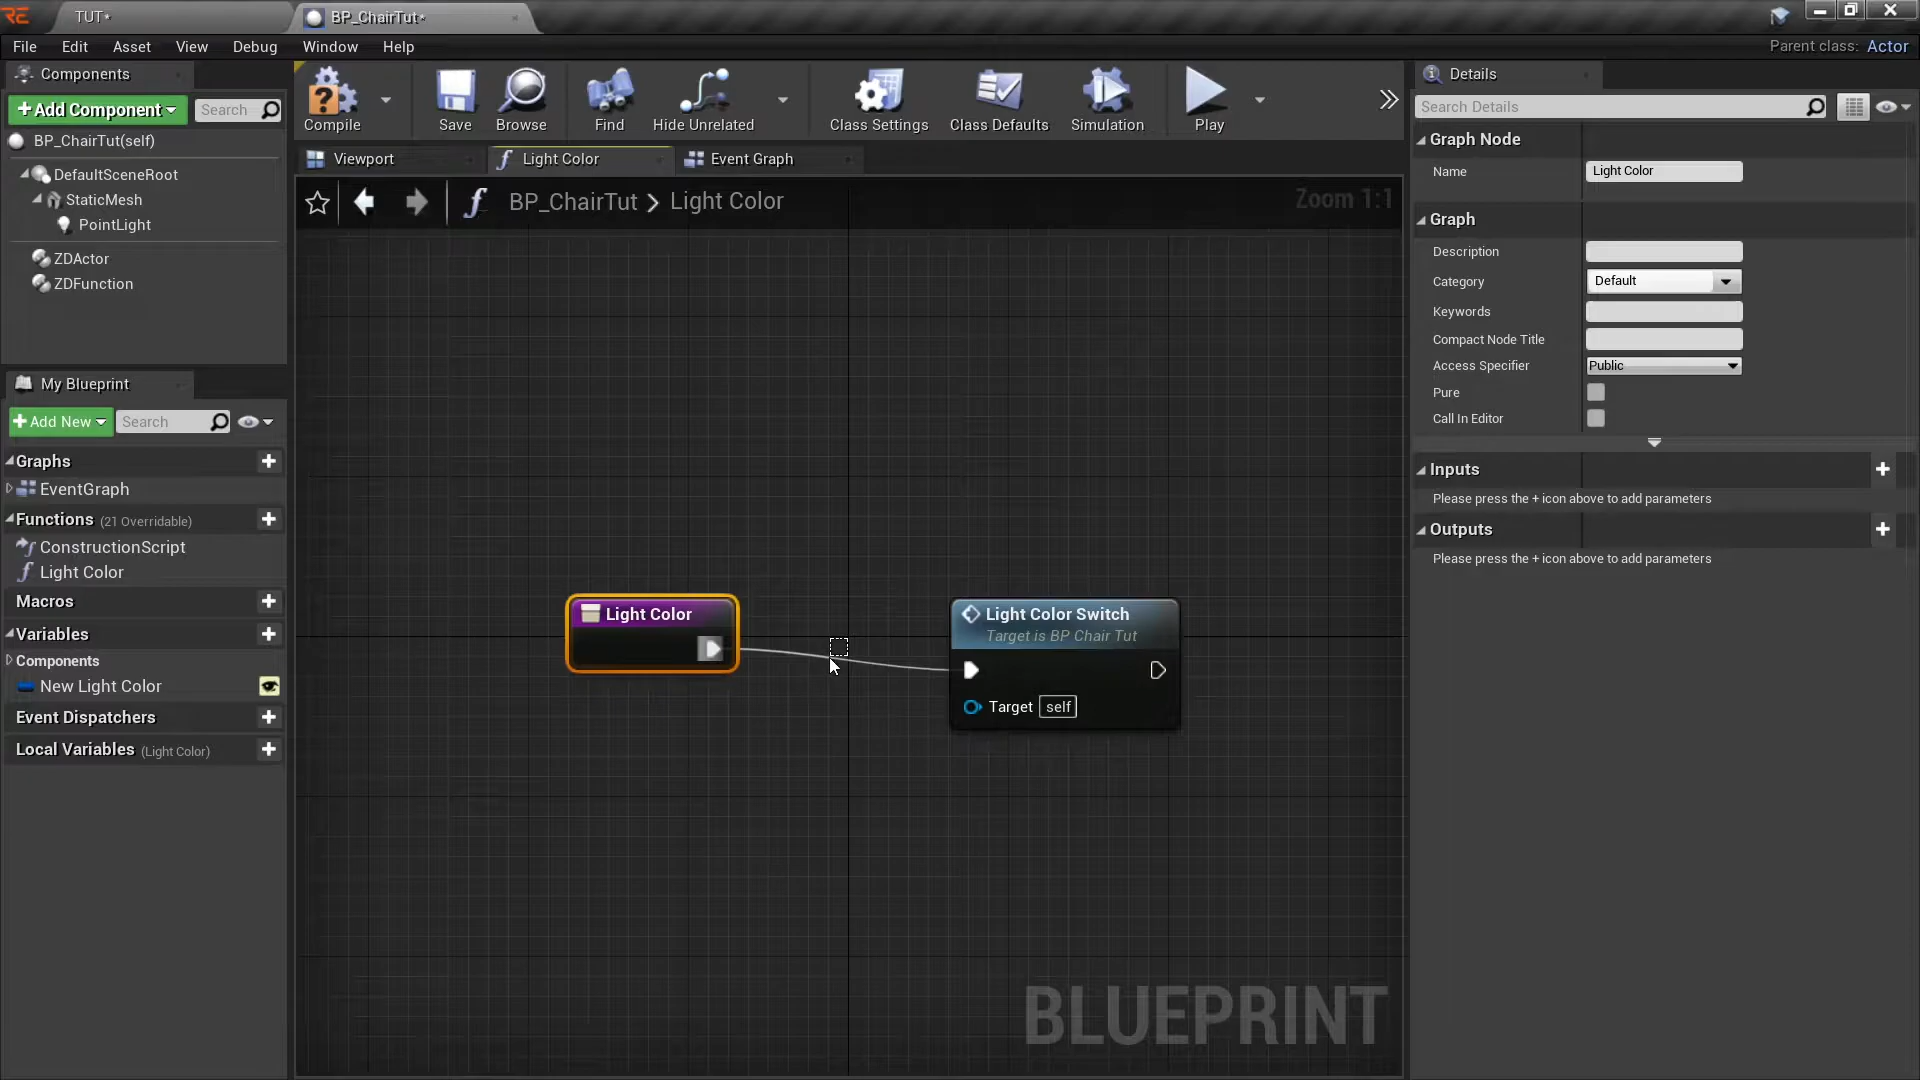 TUT*
BP_ChairTut*
File Edit Asset View Debug Window Help
Parent class: Actor
Components
+Add Component
Search
BP_ChairTut(self)
DefaultSceneRoot
StaticMesh
PointLight
ZDActor
ZDFunction
My Blueprint
+Add New
Search
Graphs
EventGraph
Functions (21 Overridable)
ConstructionScript
Light Color
Macros
Variables
Components
New Light Color
Event Dispatchers
Local Variables (Light Color)
Compile
Save
Browse
Find
Hide Unrelated
Class Settings
Class Defaults
Simulation
Play
Viewport
Light Color
Event Graph
BP_ChairTut > Light Color
Zoom 1:1
Light Color
Light Color Switch
Target is BP Chair Tut
Target self
BLUEPRINT
Details
Search Details
Graph Node
Name Light Color
Graph
Description
Category Default
Keywords
Compact Node Title
Access Specifier Public
Pure
Call In Editor
Inputs
Please press the + icon above to add parameters
Outputs
Please press the + icon above to add parameters